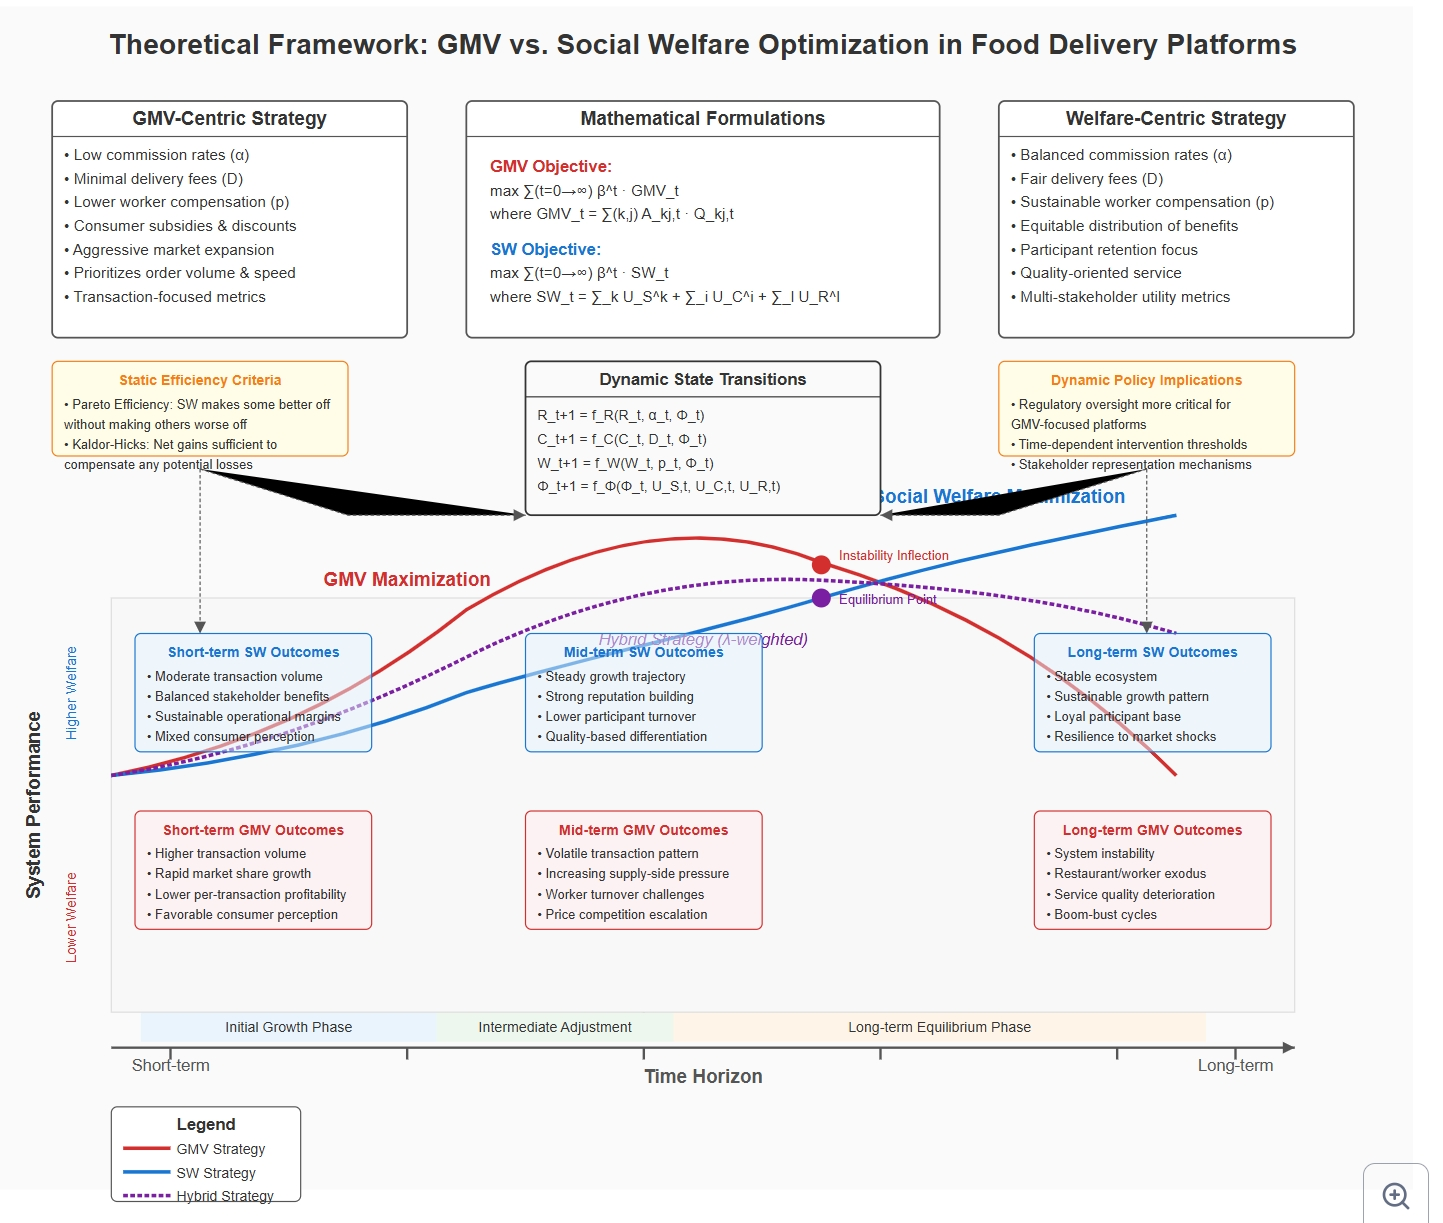 Theoretical Framework: GMV vs. Social Welfare Optimization in Food Delivery Platforms
GMV-Centric Strategy
• Low commission rates (α)
• Minimal delivery fees (D)
• Lower worker compensation (p)
• Consumer subsidies & discounts
• Aggressive market expansion
• Prioritizes order volume & speed
• Transaction-focused metrics
Mathematical Formulations
GMV Objective:
max ∑(t=0→∞) β^t · GMV_t
where GMV_t = ∑(k,j) A_kj,t · Q_kj,t
SW Objective:
max ∑(t=0→∞) β^t · SW_t
where SW_t = ∑_k U_S^k + ∑_i U_C^i + ∑_l U_R^l
Welfare-Centric Strategy
• Balanced commission rates (α)
• Fair delivery fees (D)
• Sustainable worker compensation (p)
• Equitable distribution of benefits
• Participant retention focus
• Quality-oriented service
• Multi-stakeholder utility metrics
Static Efficiency Criteria
• Pareto Efficiency: SW makes some better off
without making others worse off
• Kaldor-Hicks: Net gains sufficient to
compensate any potential losses
Dynamic State Transitions
R_t+1 = f_R(R_t, α_t, Φ_t)
C_t+1 = f_C(C_t, D_t, Φ_t)
W_t+1 = f_W(W_t, p_t, Φ_t)
Φ_t+1 = f_Φ(Φ_t, U_S,t, U_C,t, U_R,t)
Dynamic Policy Implications
• Regulatory oversight more critical for
GMV-focused platforms
• Time-dependent intervention thresholds
• Stakeholder representation mechanisms
Social Welfare Maximization
GMV Maximization
Instability Inflection
Equilibrium Point
Hybrid Strategy (λ-weighted)
Short-term SW Outcomes
• Moderate transaction volume
• Balanced stakeholder benefits
• Sustainable operational margins
• Mixed consumer perception
Mid-term SW Outcomes
• Steady growth trajectory
• Strong reputation building
• Lower participant turnover
• Quality-based differentiation
Long-term SW Outcomes
• Stable ecosystem
• Sustainable growth pattern
• Loyal participant base
• Resilience to market shocks
System Performance
Higher Welfare
Lower Welfare
Short-term GMV Outcomes
• Higher transaction volume
• Rapid market share growth
• Lower per-transaction profitability
• Favorable consumer perception
Mid-term GMV Outcomes
• Volatile transaction pattern
• Increasing supply-side pressure
• Worker turnover challenges
• Price competition escalation
Long-term GMV Outcomes
• System instability
• Restaurant/worker exodus
• Service quality deterioration
• Boom-bust cycles
Initial Growth Phase
Intermediate Adjustment
Long-term Equilibrium Phase
Short-term
Long-term
Time Horizon
Legend
GMV Strategy
SW Strategy
Hybrid Strategy